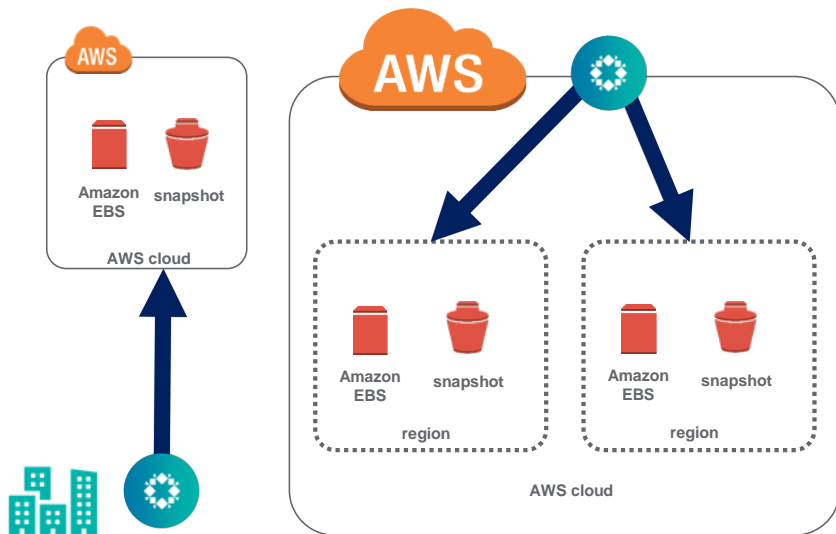 AWS
Amazon
EBS
snapshot
AWS cloud
AWS
Amazon
EBS
snapshot
region
Amazon
EBS
snapshot
region
AWS cloud